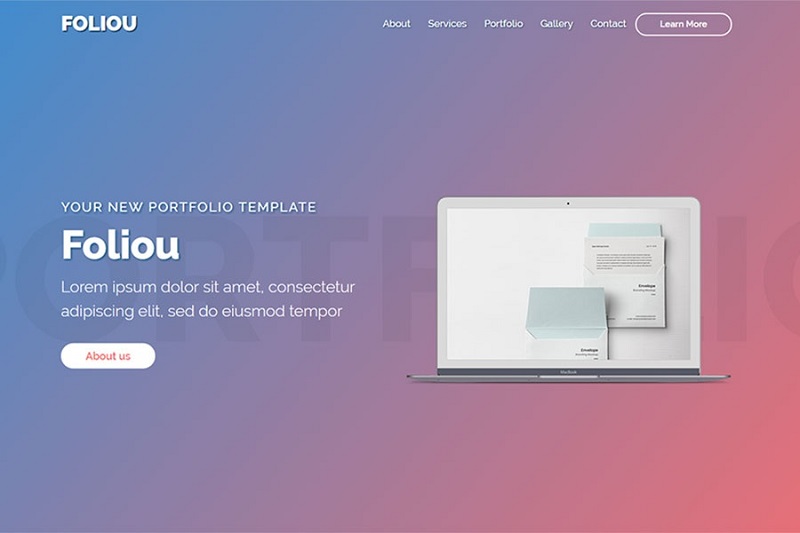 FOLIOU
About Services Portfolio Gallery Contact Learn More
YOUR NEW PORTFOLIO TEMPLATE
Foliou
Lorem ipsum dolor sit amet, consectetur
adipiscing elit, sed do eiusmod tempor
About us
Envelope
Envelope
MacBook